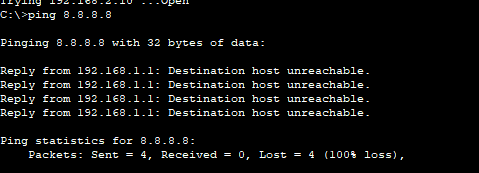 Trying 192.168.2.10 ...Open
C:\>ping 8.8.8.8
Pinging 8.8.8.8 with 32 bytes of data:
Reply from 192.168.1.1: Destination host unreachable.
Reply from 192.168.1.1: Destination host unreachable.
Reply from 192.168.1.1: Destination host unreachable.
Reply from 192.168.1.1: Destination host unreachable.
Ping statistics for 8.8.8.8:
Packets: Sent = 4, Received = 0, Lost = 4 (100% loss),